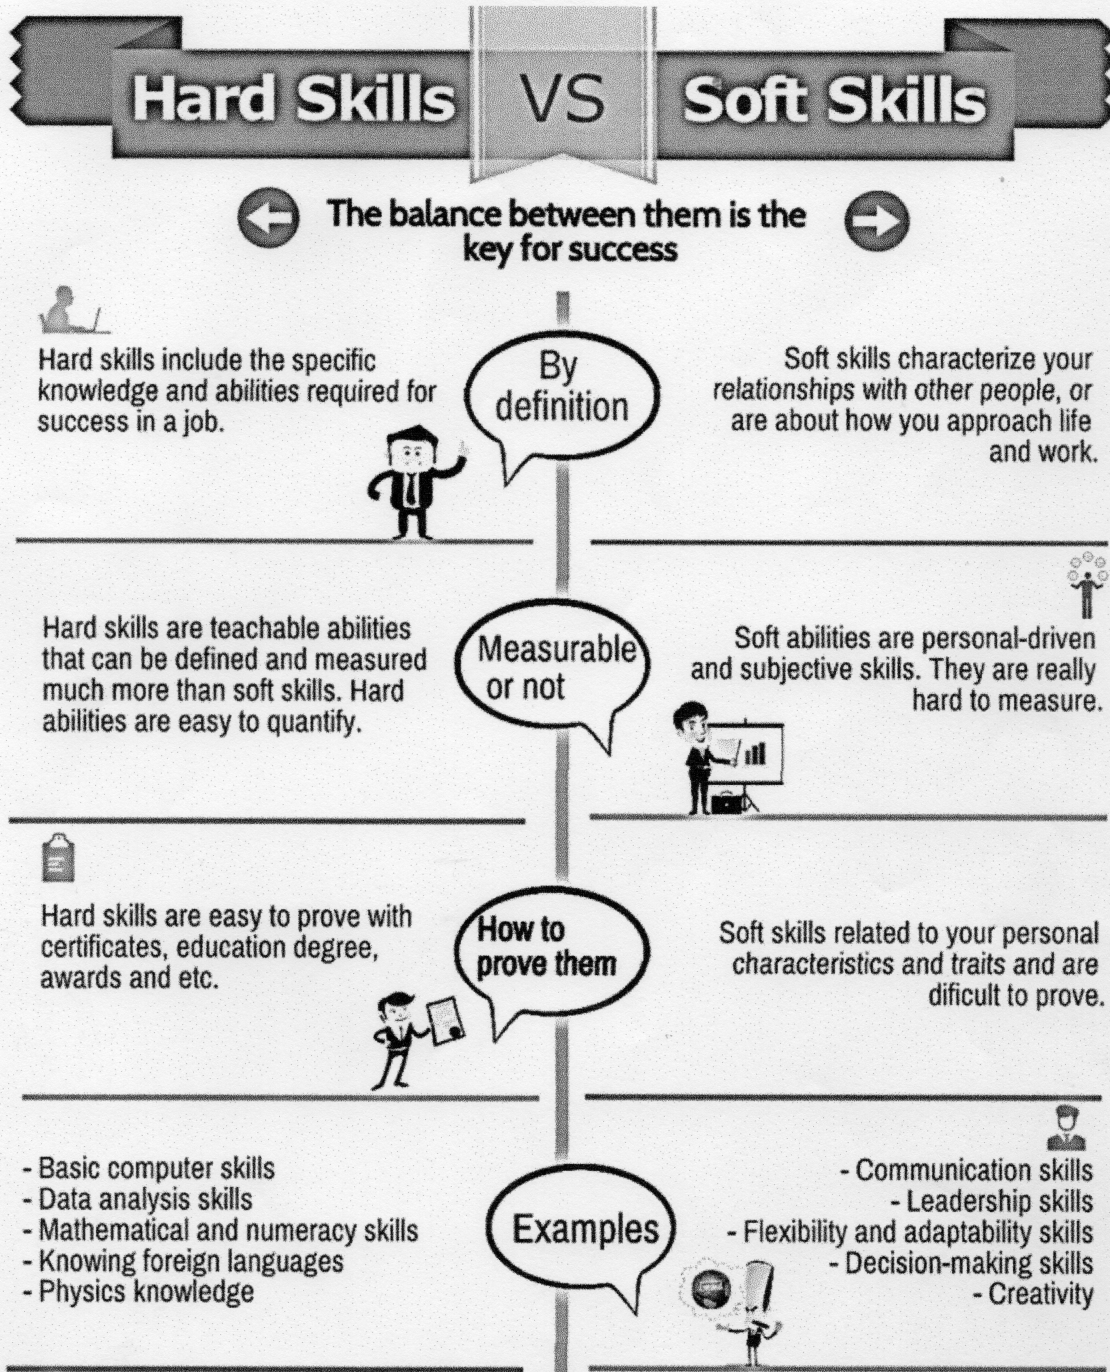 Hard Skills VS Soft Skills
The balance between them is the
key for success
By
definition
Hard skills include the specific
knowledge and abilities required for
success in a job.
Soft skills characterize your
relationships with other people, or
are about how you approach life
and work.
Measurable
or not
Hard skills are teachable abilities
that can be defined and measured
much more than soft skills. Hard
abilities are easy to quantify.
Soft abilities are personal-driven
and subjective skills. They are really
hard to measure.
How to
prove them
Hard skills are easy to prove with
certificates, education degree,
awards and etc.
Soft skills related to your personal
characteristics and traits and are
dificult to prove.
Examples
- Basic computer skills
- Data analysis skills
- Mathematical and numeracy skills
- Knowing foreign languages
- Physics knowledge
- Communication skills
- Leadership skills
- Flexibility and adaptability skills
- Decision-making skills
- Creativity